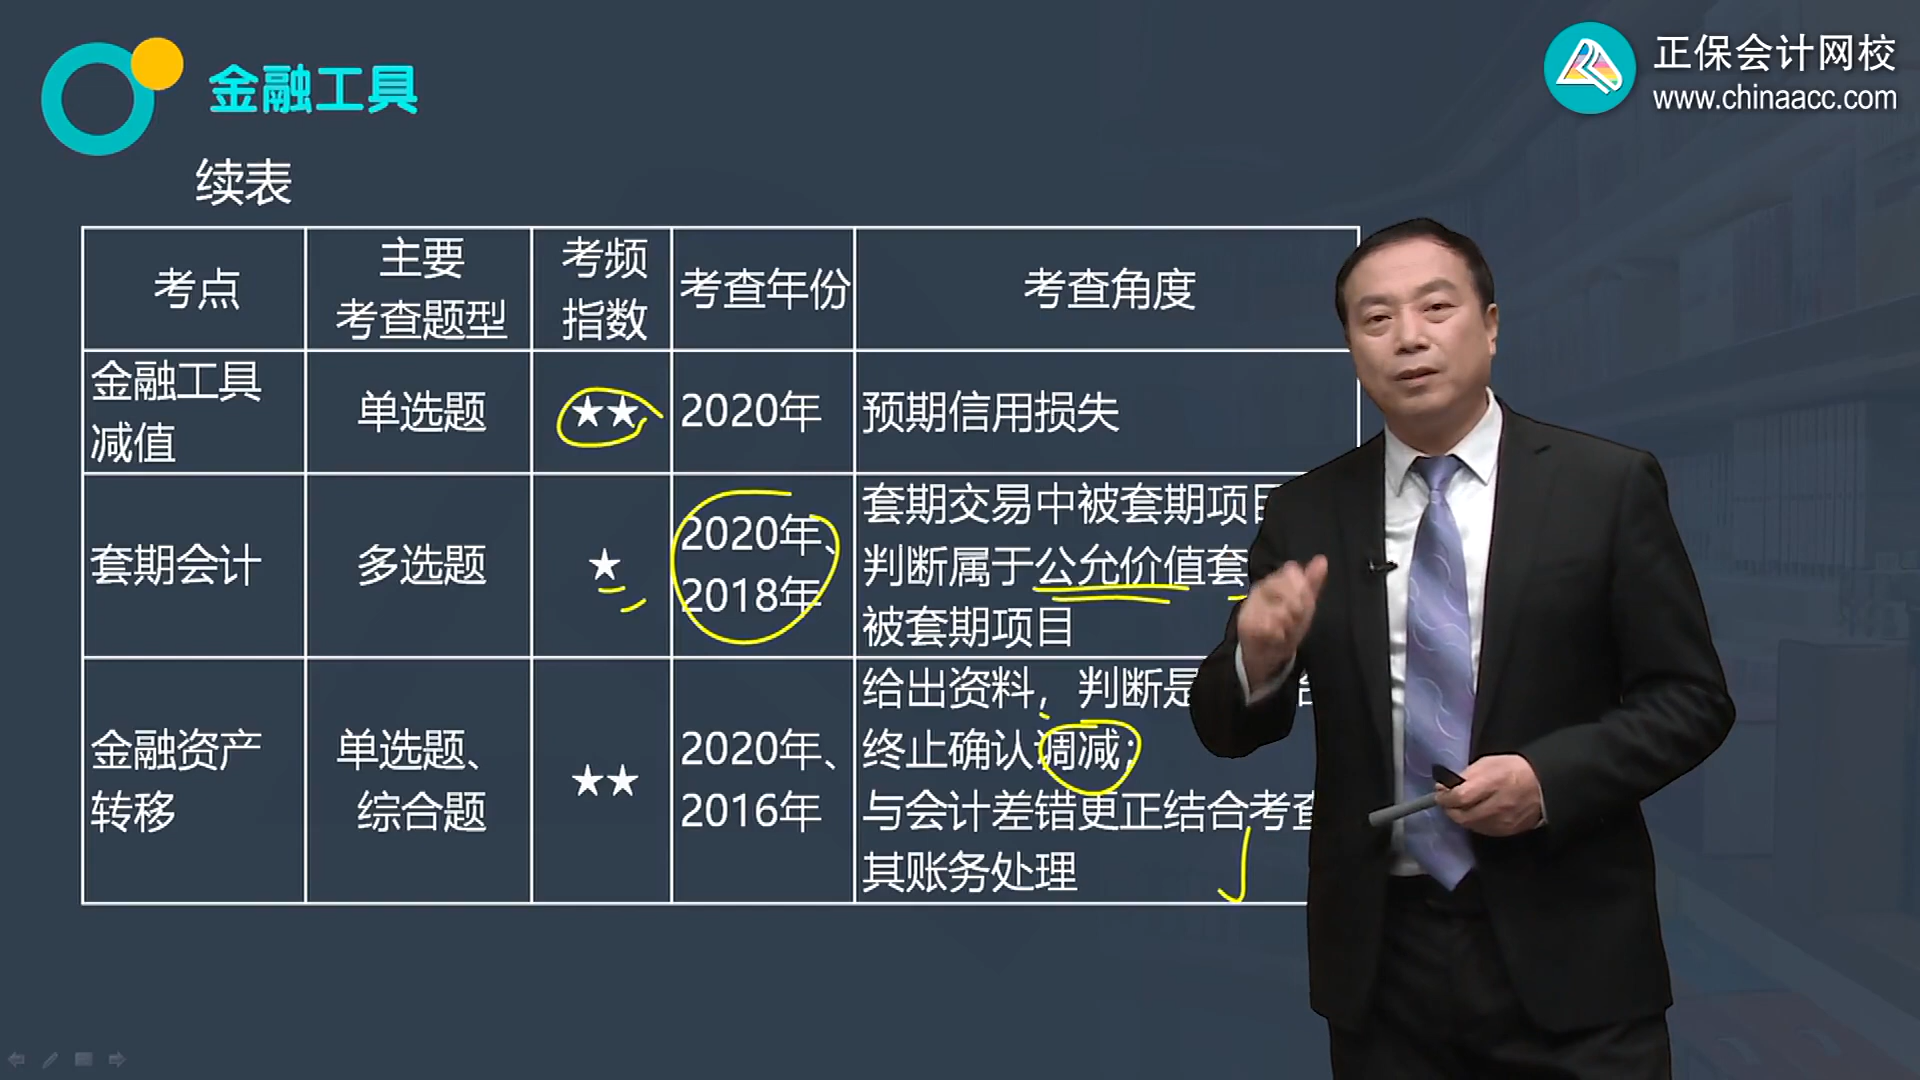 金融工具
正保会计网校
www.chinaacc.com
续表
考点
主要
考查题型
考频
指数
考查年份
考查角度
金融工具
减值
单选题
★★
2020年
预期信用损失
套期会计
多选题
★
2020年、
2018年
套期交易中被套期项目
判断属于公允价值套
被套期项目
金融资产
转移
单选题、
综合题
★★
2020年、
2016年
给出资料，判断是
终止确认调减；
与会计差错更正结合考查
其账务处理